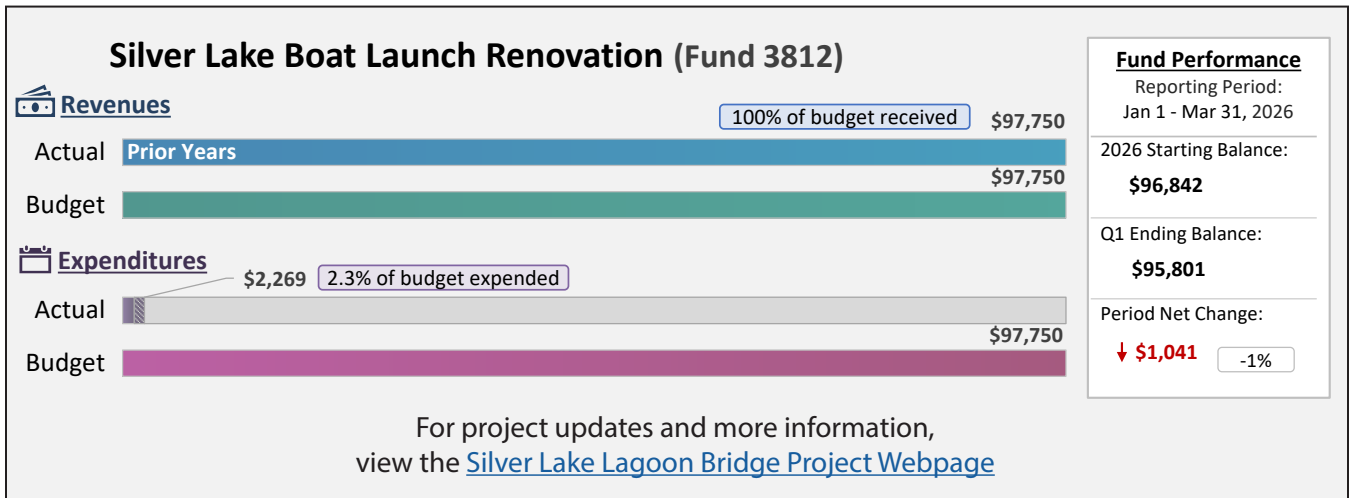 Silver Lake Boat Launch Renovation (Fund 3812)
Revenues
100% of budget received
$97,750
Actual
Prior Years
$97,750
Budget
Expenditures
$2,269
2.3% of budget expended
Actual
$97,750
Budget
For project updates and more information,
view the Silver Lake Lagoon Bridge Project Webpage
Fund Performance
Reporting Period:
Jan 1 - Mar 31, 2026
2026 Starting Balance:
$96,842
Q1 Ending Balance:
$95,801
Period Net Change:
↓ $1,041
-1%